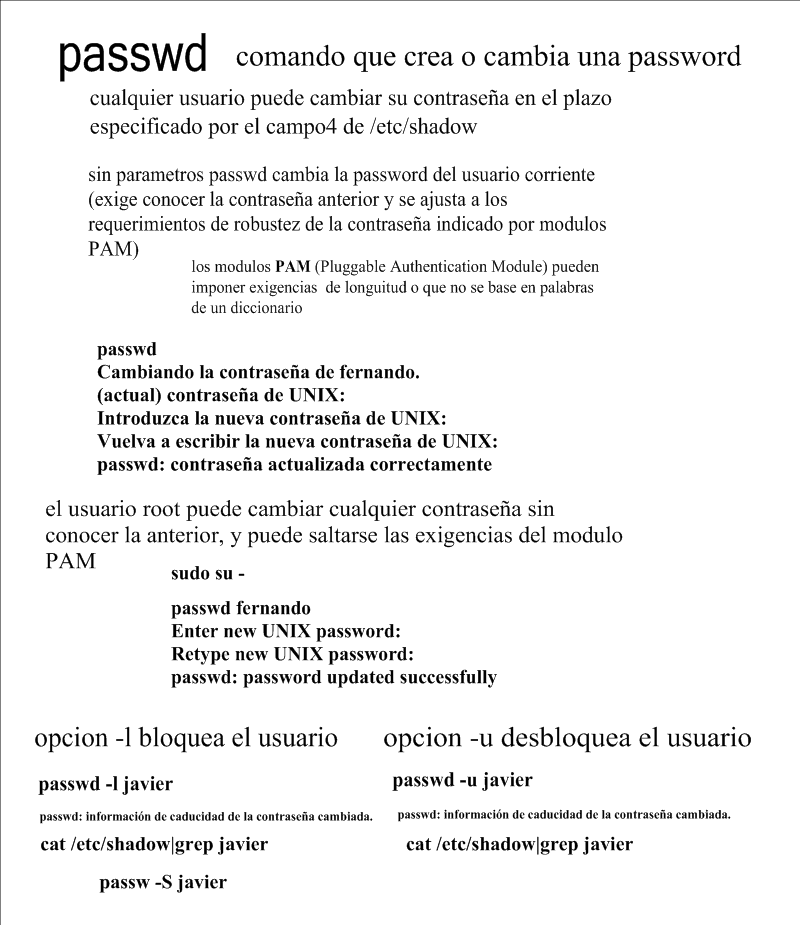 passwd comando que crea o cambia una password
cualquier usuario puede cambiar su contraseña en el plazo
especificado por el campo4 de /etc/shadow
sin parametros passwd cambia la password del usuario corriente
(exige conocer la contraseña anterior y se ajusta a los
requerimientos de robustez de la contraseña indicado por modulos
PAM)
los modulos PAM (Pluggable Authentication Module) pueden
imponer exigencias de longuitud o que no se base en palabras
de un diccionario
passwd
Cambiando la contraseña de fernando.
(actual) contraseña de UNIX:
Introduzca la nueva contraseña de UNIX:
Vuelva a escribir la nueva contraseña de UNIX:
passwd: contraseña actualizada correctamente
el usuario root puede cambiar cualquier contraseña sin
conocer la anterior, y puede saltarse las exigencias del modulo
PAM
sudo su -
passwd fernando
Enter new UNIX password:
Retype new UNIX password:
passwd: password updated successfully
opcion -l bloquea el usuario
passwd -l javier
passwd: información de caducidad de la contraseña cambiada.
cat /etc/shadow|grep javier
passw -S javier
opcion -u desbloquea el usuario
passwd -u javier
passwd: información de caducidad de la contraseña cambiada.
cat /etc/shadow|grep javier